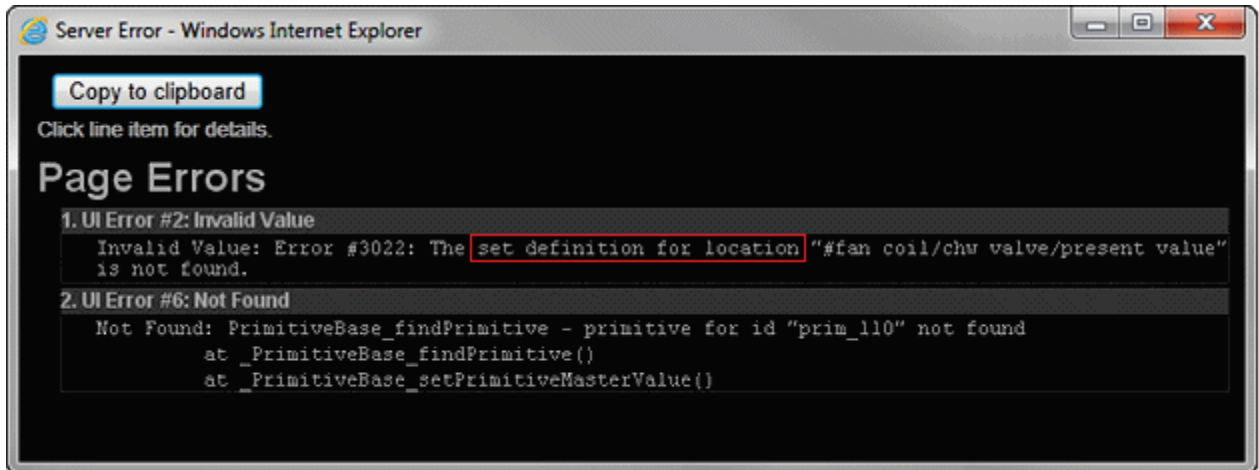 Server Error - Windows Internet Explorer
Copy to clipboard
Click line item for details.
Page Errors
1. UI Error #2: Invalid Value
Invalid Value: Error #3022: The set definition for location "#fan coil/chw valve/present value"
is not found.
2. UI Error #6: Not Found
Not Found: PrimitiveBase_findPrimitive - primitive for id "prim_110" not found
at _PrimitiveBase_findPrimitive()
at _PrimitiveBase_setPrimitiveMasterValue()